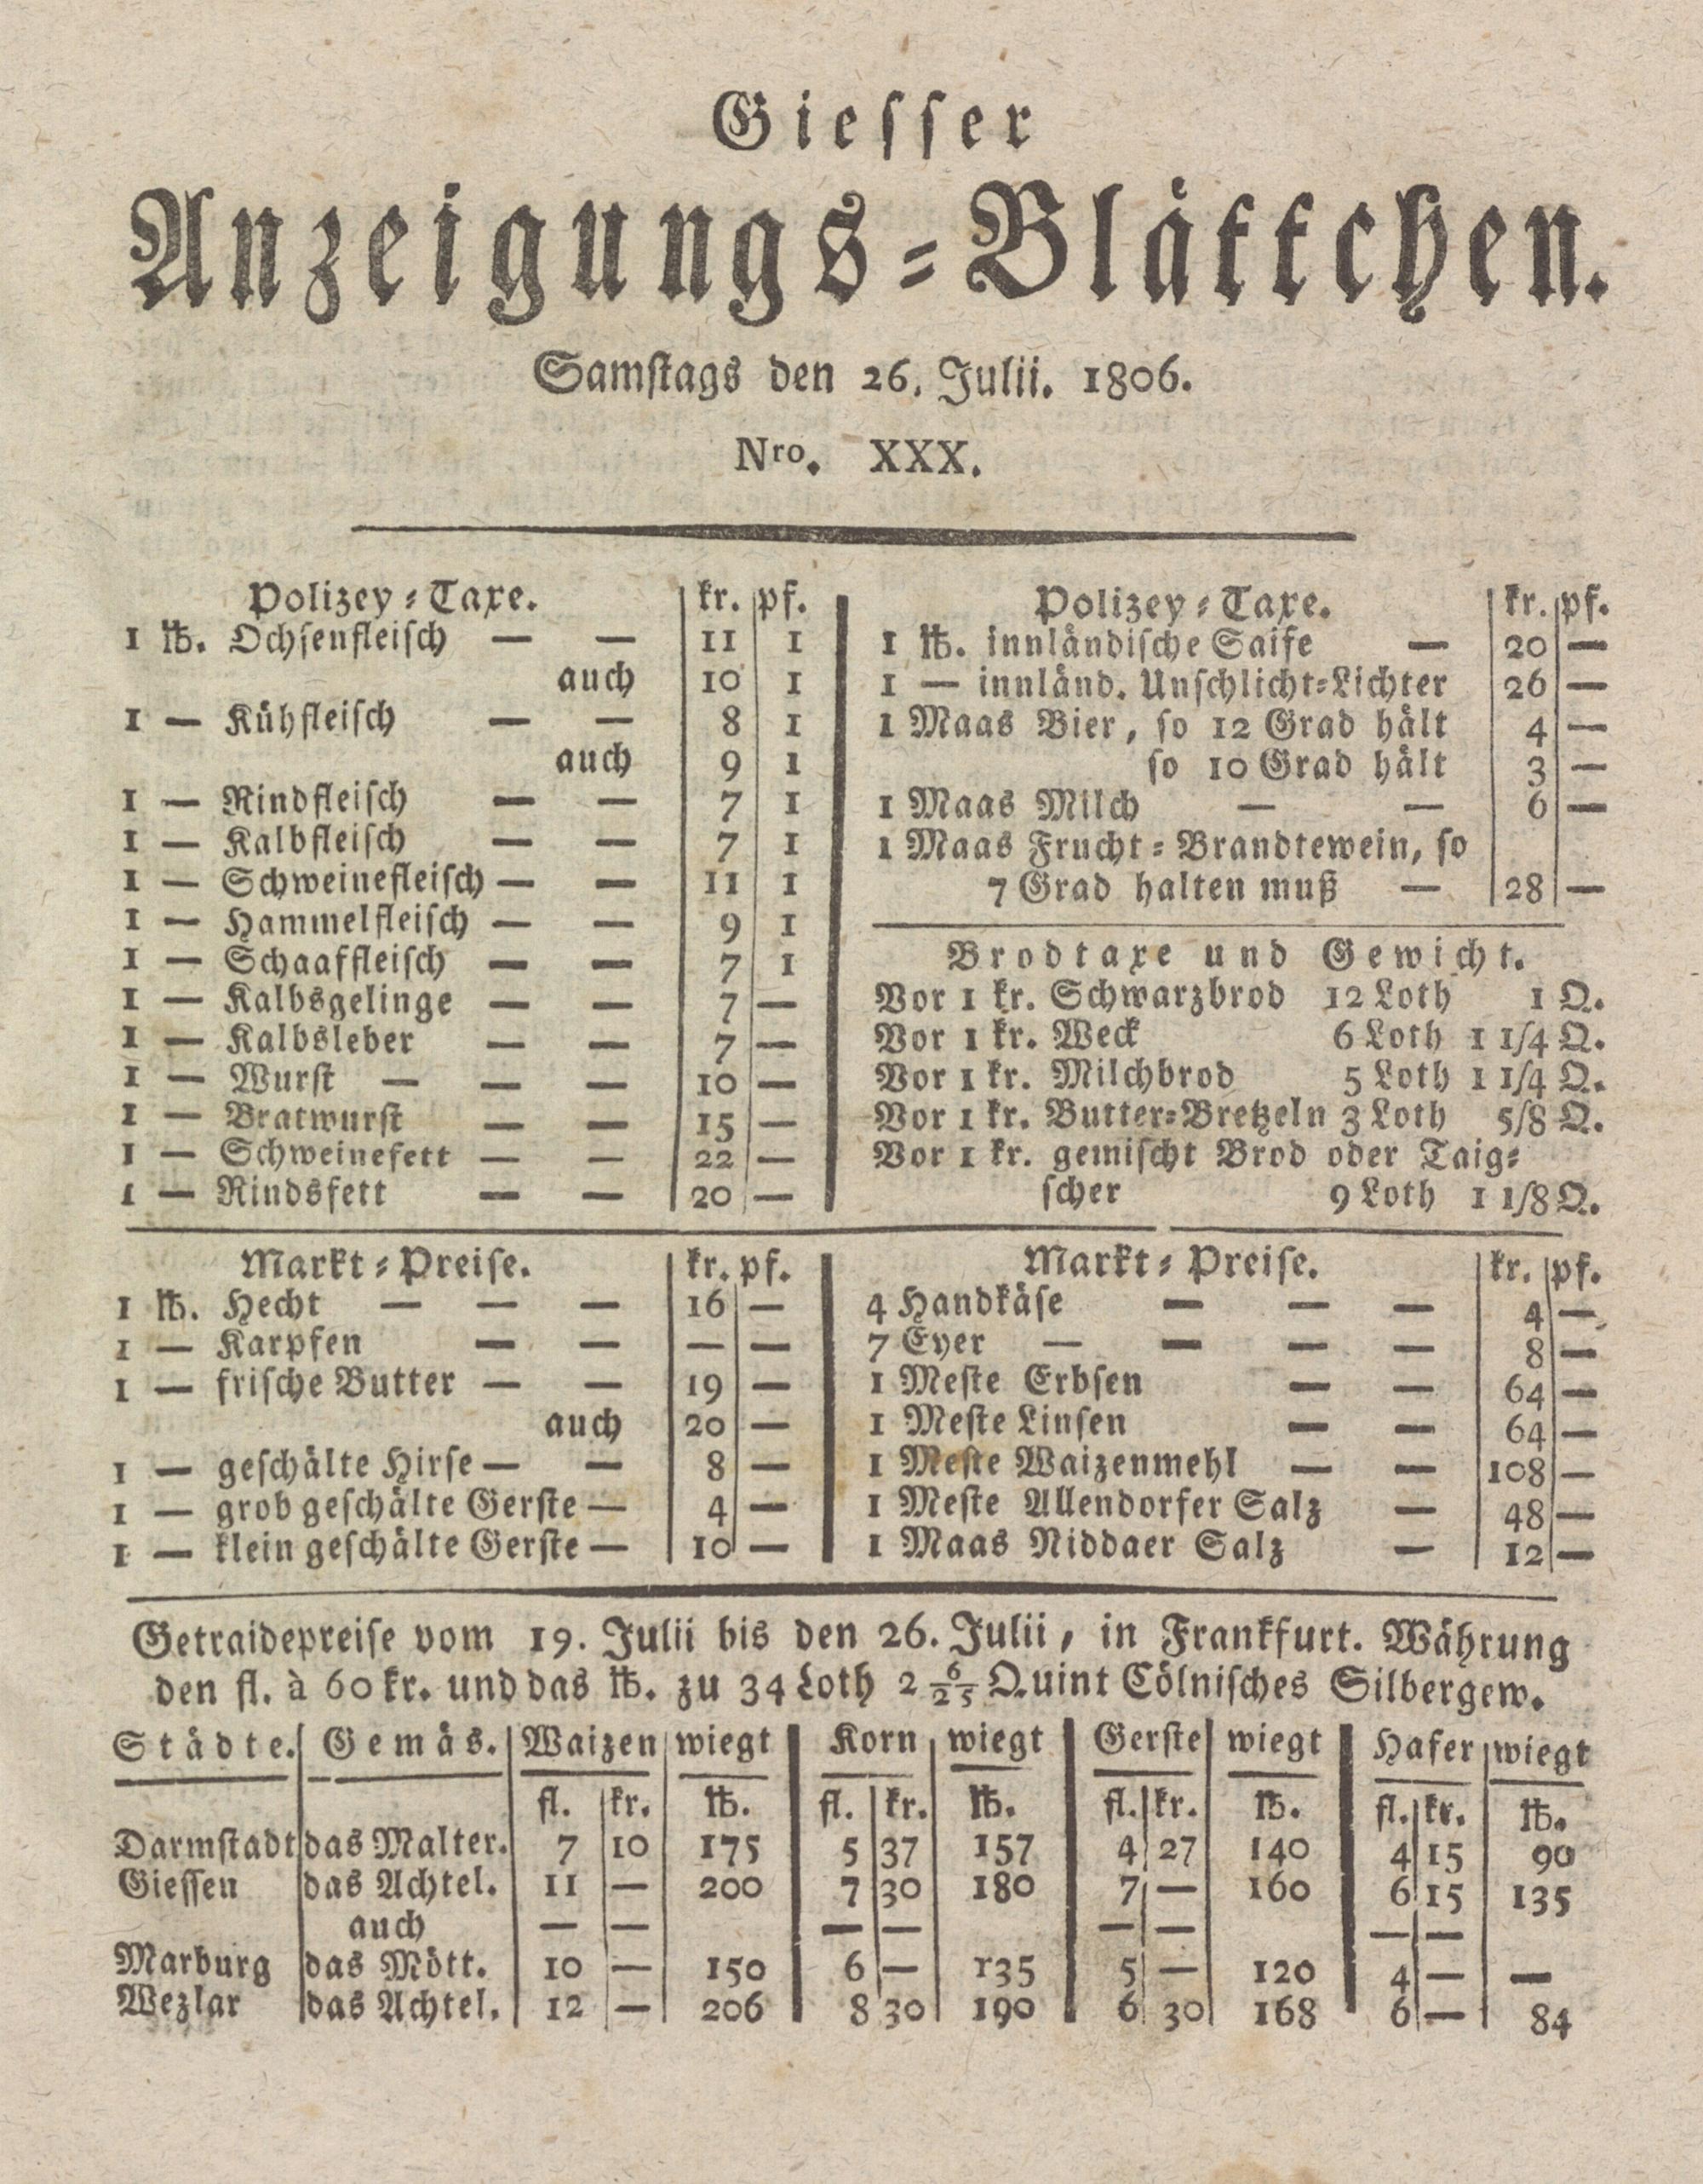 Giesser
Anzeigungs-Blättchen.
Samstags den 26. Julii. 1806.
Nro. XXX.
Polizey-Taxe. kr. pf.
1 ℔. Ochsenfleisch — — 11 1
auch 10 1
1 — Kühfleisch — — 8 1
auch 9 1
1 — Rindfleisch — — 7 1
1 — Kalbfleisch — — 7 1
1 — Schweinefleisch — — 11 1
1 — Hammelfleisch — — 9 1
1 — Schaaffleisch — — 7 1
1 — Kalbsgelinge — — 7 —
1 — Kalbsleber — — 7 —
1 — Wurst — — — 10 —
1 — Bratwurst — — 15 —
1 — Schweinefett — — 22 —
1 — Rindsfett — — 20 —
Polizey-Taxe. kr. pf.
1 ℔. innländische Saife — 20 —
1 — innländ. Unschlicht-Lichter 26 —
1 Maas Bier, so 12 Grad hält 4 —
so 10 Grad hält 3 —
1 Maas Milch — — 6 —
1 Maas Frucht-Brandtewein, so
7 Grad halten muß — 28 —
Brodtaxe und Gewicht.
Vor 1 kr. Schwarzbrod 12 Loth 1 Q.
Vor 1 kr. Weck 6 Loth 1 1/4 Q.
Vor 1 kr. Milchbrod 5 Loth 1 1/4 Q.
Vor 1 kr. Butter-Bretzeln 3 Loth 5/8 Q.
Vor 1 kr. gemischt Brod oder Taig-
scher 9 Loth 1 1/8 Q.
Markt-Preise. kr. pf.
1 ℔. Hecht — — — 16 —
1 — Karpfen — — — —
1 — frische Butter — — 19 —
auch 20 —
1 — geschälte Hirse — — 8 —
1 — grob geschälte Gerste — 4 —
1 — klein geschälte Gerste — 10 —
Markt-Preise. kr. pf.
4 Handkäse — — — 4 —
7 Eyer — — — — 8 —
1 Meste Erbsen — — 64 —
1 Meste Linsen — — 64 —
1 Meste Waizenmehl — — 108 —
1 Meste Allendorfer Salz — 48 —
1 Maas Niddaer Salz — 12 —
Getraidepreise vom 19. Julii bis den 26. Julii, in Frankfurt. Währung
den fl. à 60 kr. und das ℔. zu 34 Loth 2 6/25 Quint Cölnisches Silbergew.
Städte. Gemäs. Waizen wiegt Korn wiegt Gerste wiegt Hafer wiegt
fl. kr. ℔. fl. kr. ℔. fl. kr. ℔. fl. kr. ℔.
Darmstadt das Malter. 7 10 175 5 37 157 4 27 140 4 15 90
Giessen das Achtel. 11 — 200 7 30 180 7 — 160 6 15 135
auch — — — — — — — —
Marburg das Mött. 10 — 150 6 — 135 5 — 120 4 — —
Wezlar das Achtel. 12 — 206 8 30 190 6 30 168 6 — 84